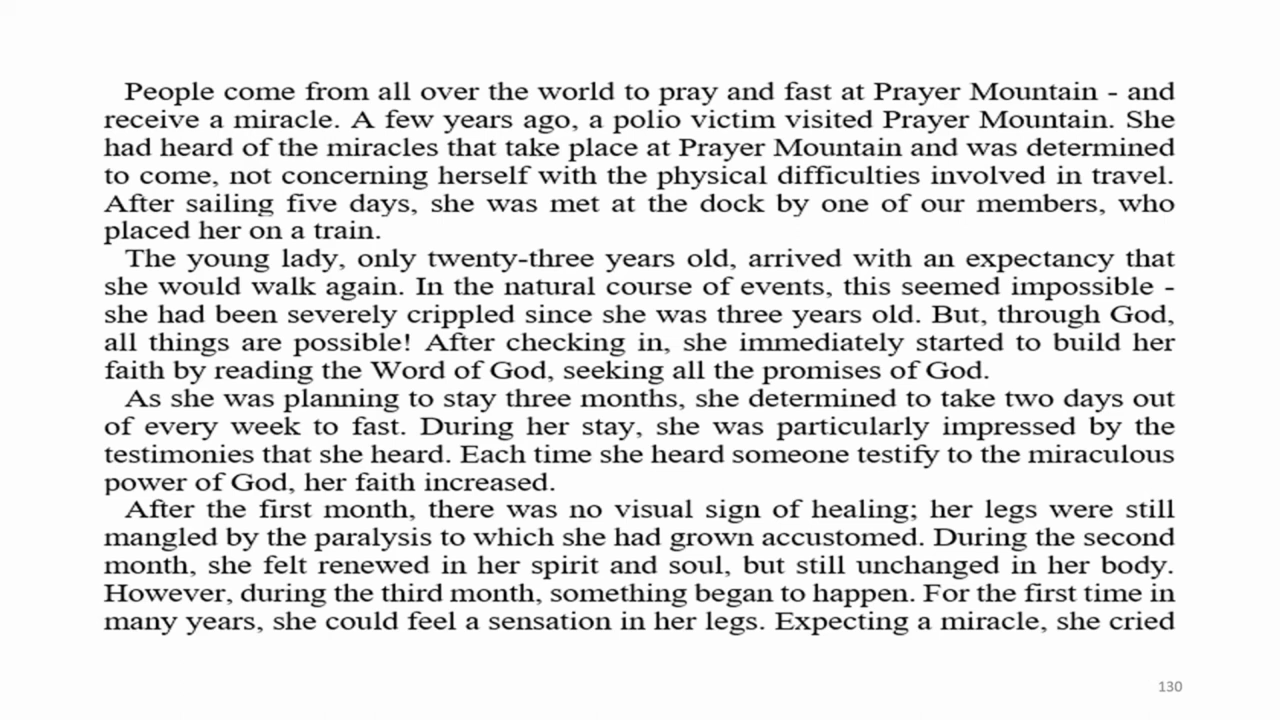 People come from all over the world to pray and fast at Prayer Mountain - and
receive a miracle. A few years ago, a polio victim visited Prayer Mountain. She
had heard of the miracles that take place at Prayer Mountain and was determined
to come, not concerning herself with the physical difficulties involved in travel.
After sailing five days, she was met at the dock by one of our members, who
placed her on a train.
The young lady, only twenty-three years old, arrived with an expectancy that
she would walk again. In the natural course of events, this seemed impossible -
she had been severely crippled since she was three years old. But, through God,
all things are possible! After checking in, she immediately started to build her
faith by reading the Word of God, seeking all the promises of God.
As she was planning to stay three months, she determined to take two days out
of every week to fast. During her stay, she was particularly impressed by the
testimonies that she heard. Each time she heard someone testify to the miraculous
power of God, her faith increased.
After the first month, there was no visual sign of healing; her legs were still
mangled by the paralysis to which she had grown accustomed. During the second
month, she felt renewed in her spirit and soul, but still unchanged in her body.
However, during the third month, something began to happen. For the first time in
many years, she could feel a sensation in her legs. Expecting a miracle, she cried
130